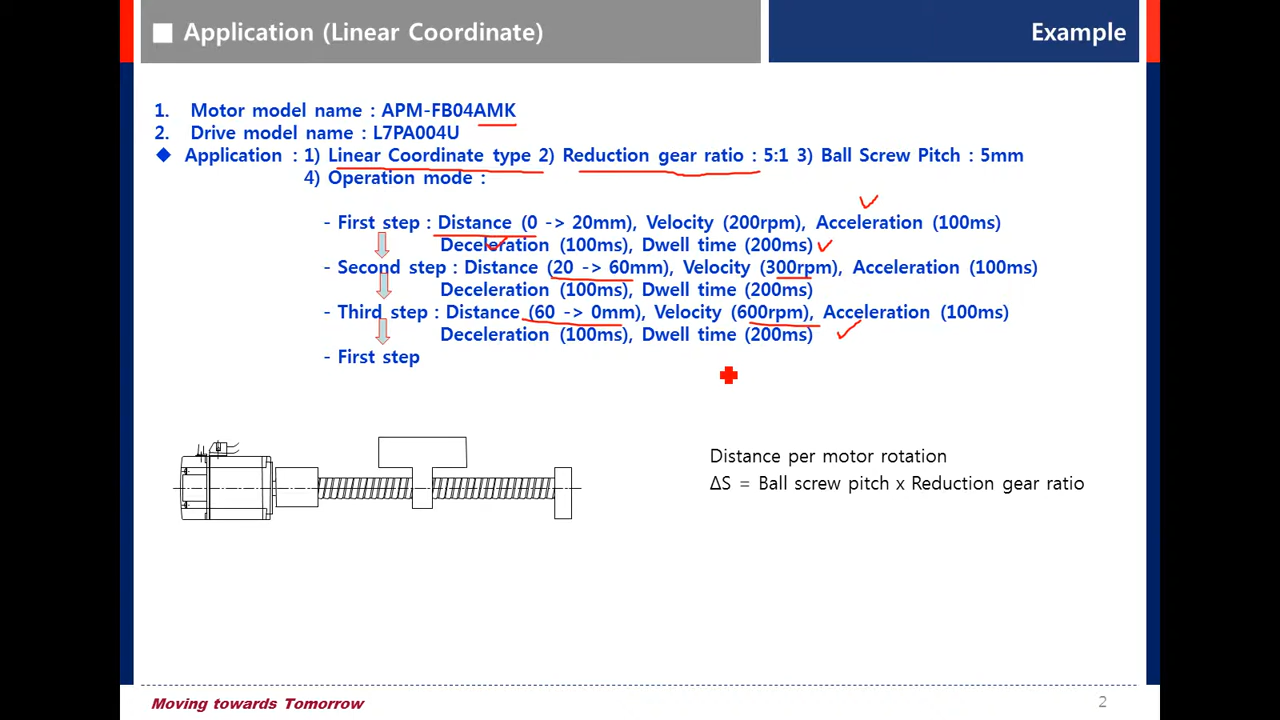 Application (Linear Coordinate)
Example
1. Motor model name : APM-FB04AMK
2. Drive model name : L7PA004U
◆ Application : 1) Linear Coordinate type 2) Reduction gear ratio : 5:1 3) Ball Screw Pitch : 5mm
4) Operation mode :
- First step : Distance (0 -> 20mm), Velocity (200rpm), Acceleration (100ms)
Deceleration (100ms), Dwell time (200ms)
- Second step : Distance (20 -> 60mm), Velocity (300rpm), Acceleration (100ms)
Deceleration (100ms), Dwell time (200ms)
- Third step : Distance (60 -> 0mm), Velocity (600rpm), Acceleration (100ms)
Deceleration (100ms), Dwell time (200ms)
- First step
Distance per motor rotation
ΔS = Ball screw pitch x Reduction gear ratio
Moving towards Tomorrow
2